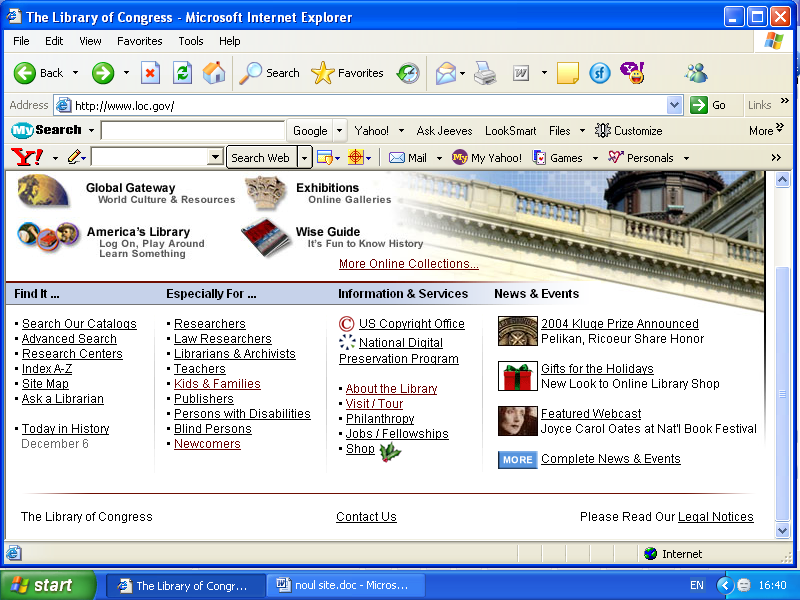 The Library of Congress - Microsoft Internet Explorer
File Edit View Favorites Tools Help
Back Search Favorites
Address http://www.loc.gov/ Go Links »
My Search Google Yahoo! Ask Jeeves LookSmart Files Customize More »
Y! Search Web Mail My Yahoo! Games Personals »
Global Gateway
World Culture & Resources
Exhibitions
Online Galleries
America's Library
Log On, Play Around
Learn Something
Wise Guide
It's Fun to Know History
More Online Collections...
Find It ...
Search Our Catalogs
Advanced Search
Research Centers
Index A-Z
Site Map
Ask a Librarian
Today in History
December 6
Especially For ...
Researchers
Law Researchers
Librarians & Archivists
Teachers
Kids & Families
Publishers
Persons with Disabilities
Blind Persons
Newcomers
Information & Services
© US Copyright Office
National Digital
Preservation Program
About the Library
Visit / Tour
Philanthropy
Jobs / Fellowships
Shop
News & Events
2004 Kluge Prize Announced
Pelikan, Ricoeur Share Honor
Gifts for the Holidays
New Look to Online Library Shop
Featured Webcast
Joyce Carol Oates at Nat'l Book Festival
MORE Complete News & Events
The Library of Congress Contact Us Please Read Our Legal Notices
Internet
start The Library of Congr... noul site.doc - Micros... EN 16:40